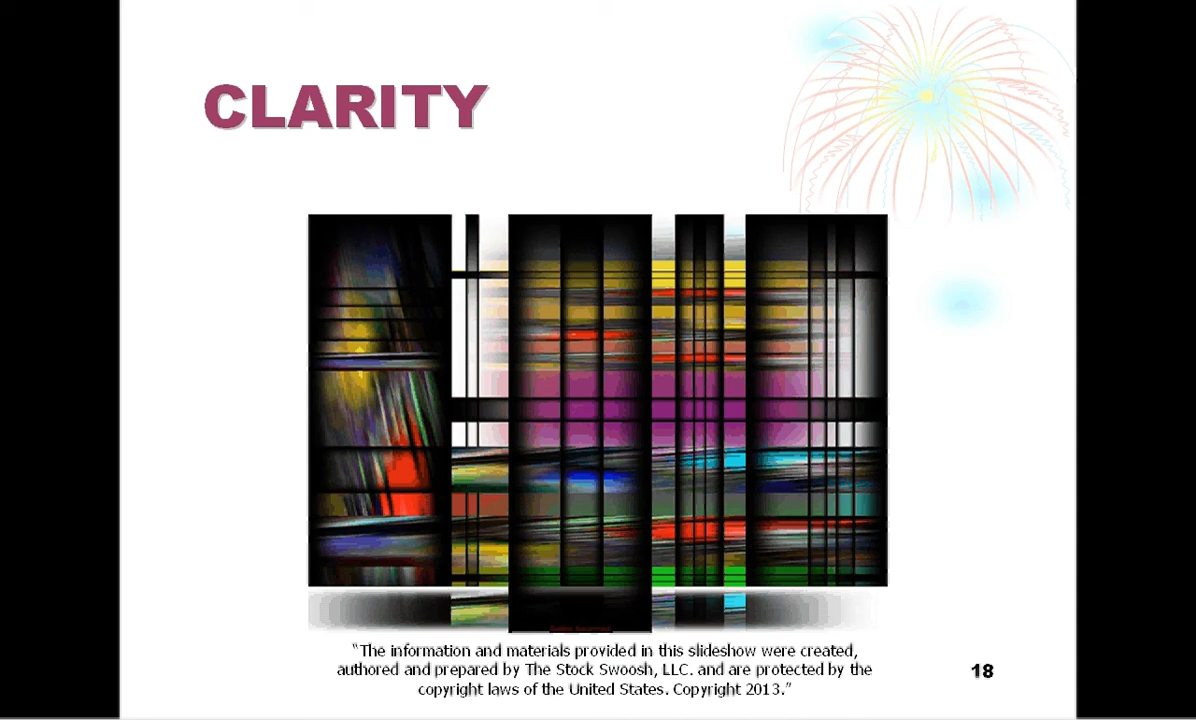 CLARITY
“The information and materials provided in this slideshow were created,
authored and prepared by The Stock Swoosh, LLC. and are protected by the
copyright laws of the United States. Copyright 2013.”
18